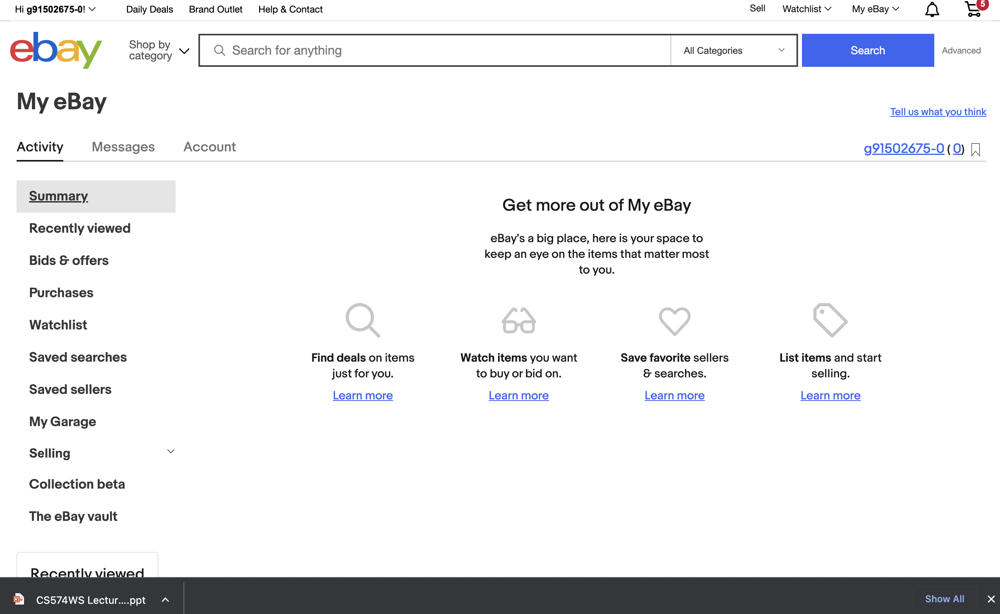 Hi g91502675-0!
Daily Deals
Brand Outlet
Help & Contact
Sell
Watchlist
My eBay
5
ebay
Shop by
category
Search for anything
All Categories
Search
Advanced
My eBay
Tell us what you think
Activity
Messages
Account
g91502675-0 ( 0)
Summary
Recently viewed
Bids & offers
Purchases
Watchlist
Saved searches
Saved sellers
My Garage
Selling
Collection beta
The eBay vault
Get more out of My eBay
eBay's a big place, here is your space to
keep an eye on the items that matter most
to you.
Find deals on items
just for you.
Learn more
Watch items you want
to buy or bid on.
Learn more
Save favorite sellers
& searches.
Learn more
List items and start
selling.
Learn more
Recently viewed
CS574WS Lectur....ppt
Show All